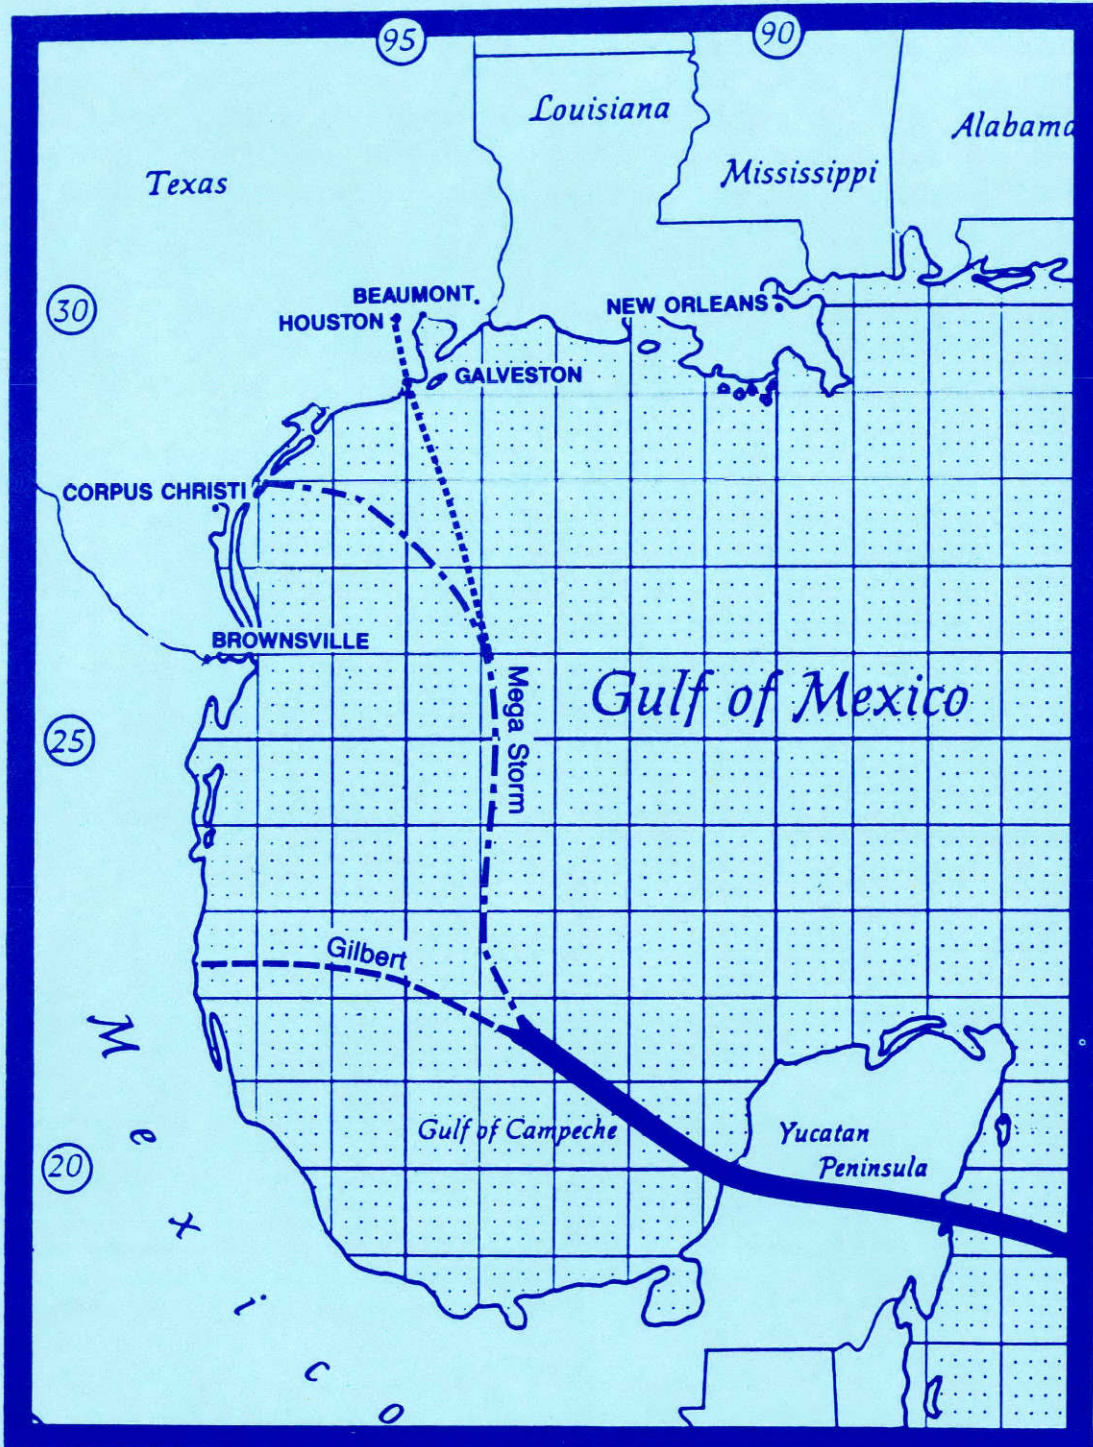 95
90
Louisiana
Alabama
Mississippi
Texas
30
BEAUMONT
HOUSTON
NEW ORLEANS
GALVESTON
CORPUS CHRISTI
BROWNSVILLE
Mega Storm
Gulf of Mexico
25
Gilbert
Mexico
Gulf of Campeche
Yucatan
Peninsula
20